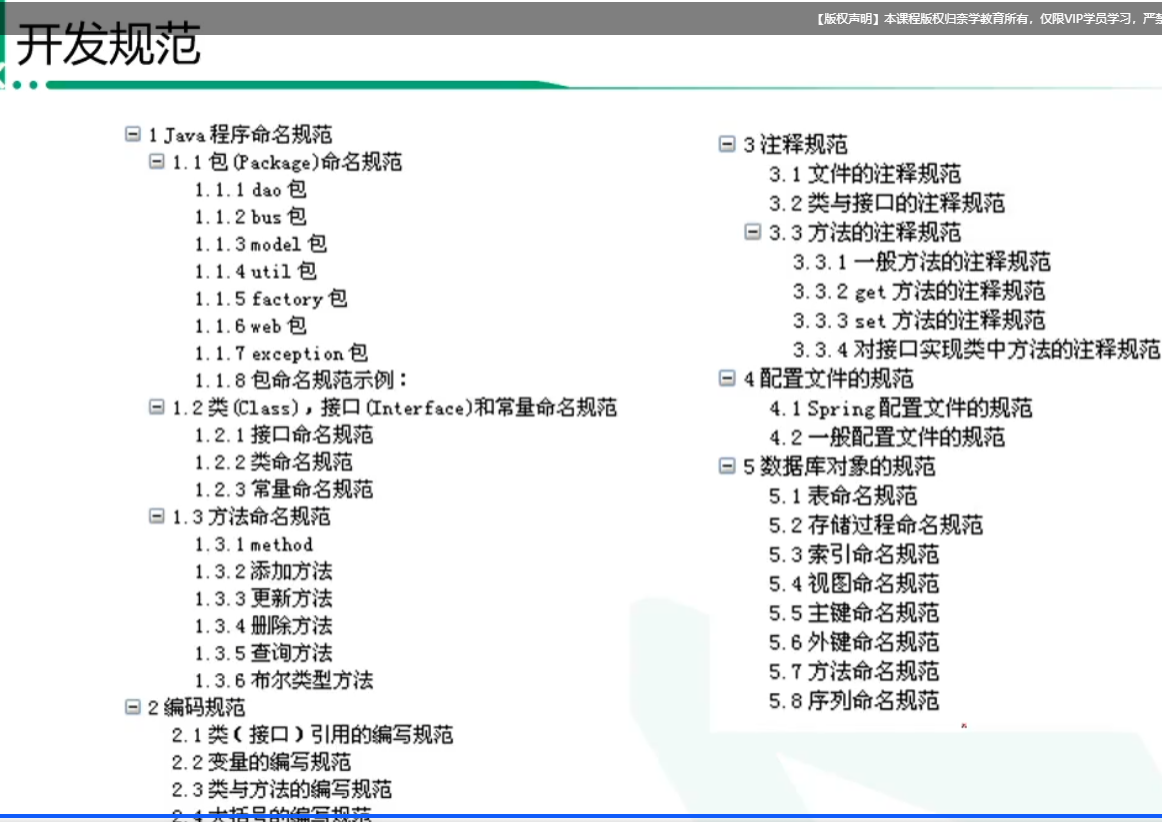 【版权声明】本课程版权归奈学教育所有，仅限VIP学员学习，严禁
开发规范
1 Java程序命名规范
1.1 包(Package)命名规范
1.1.1 dao 包
1.1.2 bus 包
1.1.3 model 包
1.1.4 util 包
1.1.5 factory 包
1.1.6 web 包
1.1.7 exception 包
1.1.8 包命名规范示例：
1.2 类(Class)，接口(Interface)和常量命名规范
1.2.1 接口命名规范
1.2.2 类命名规范
1.2.3 常量命名规范
1.3 方法命名规范
1.3.1 method
1.3.2 添加方法
1.3.3 更新方法
1.3.4 删除方法
1.3.5 查询方法
1.3.6 布尔类型方法
2 编码规范
2.1 类（接口）引用的编写规范
2.2 变量的编写规范
2.3 类与方法的编写规范
2.4 大括号的编写规范
3 注释规范
3.1 文件的注释规范
3.2 类与接口的注释规范
3.3 方法的注释规范
3.3.1 一般方法的注释规范
3.3.2 get 方法的注释规范
3.3.3 set 方法的注释规范
3.3.4 对接口实现类中方法的注释规范
4 配置文件的规范
4.1 Spring配置文件的规范
4.2 一般配置文件的规范
5 数据库对象的规范
5.1 表命名规范
5.2 存储过程命名规范
5.3 索引命名规范
5.4 视图命名规范
5.5 主键命名规范
5.6 外键命名规范
5.7 方法命名规范
5.8 序列命名规范